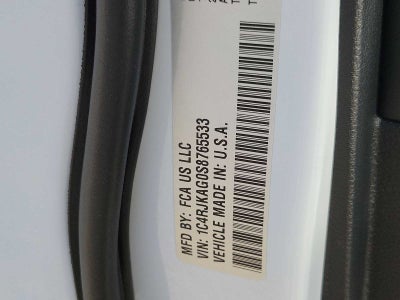 MFD BY: FCA US LLC
VIN: 1C4RJKAG0S8765533
VEHICLE MADE IN: U.S.A.